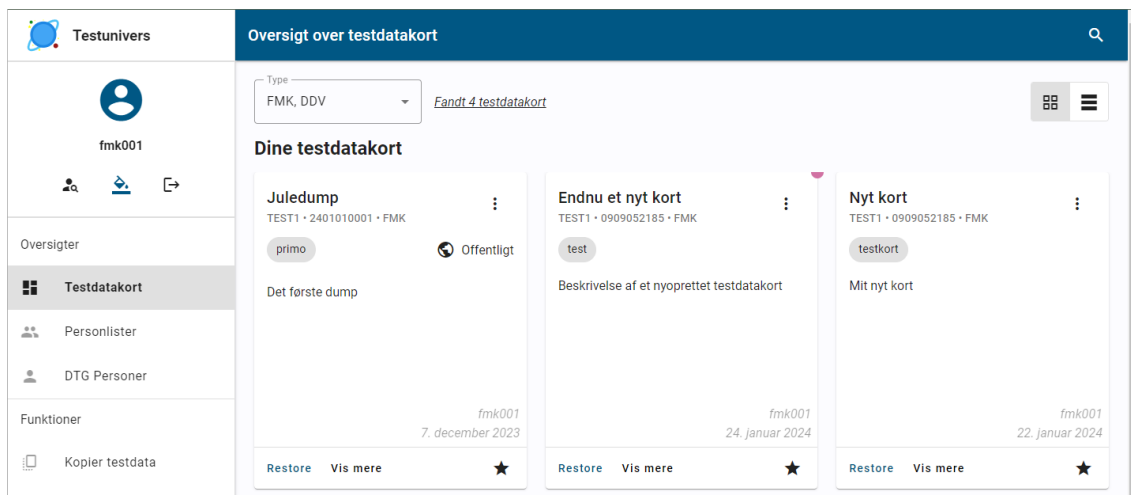 Testunivers
Oversigt over testdatakort
fmk001
Oversigter
Testdatakort
Personlister
DTG Personer
Funktioner
Kopier testdata
Type
FMK, DDV
Fandt 4 testdatakort
Dine testdatakort
Juledump
TEST1 • 2401010001 • FMK
primo
Offentligt
Det første dump
fmk001
7. december 2023
Restore Vis mere
Endnu et nyt kort
TEST1 • 0909052185 • FMK
test
Beskrivelse af et nyoprettet testdatakort
fmk001
24. januar 2024
Restore Vis mere
Nyt kort
TEST1 • 0909052185 • FMK
testkort
Mit nyt kort
fmk001
22. januar 2024
Restore Vis mere